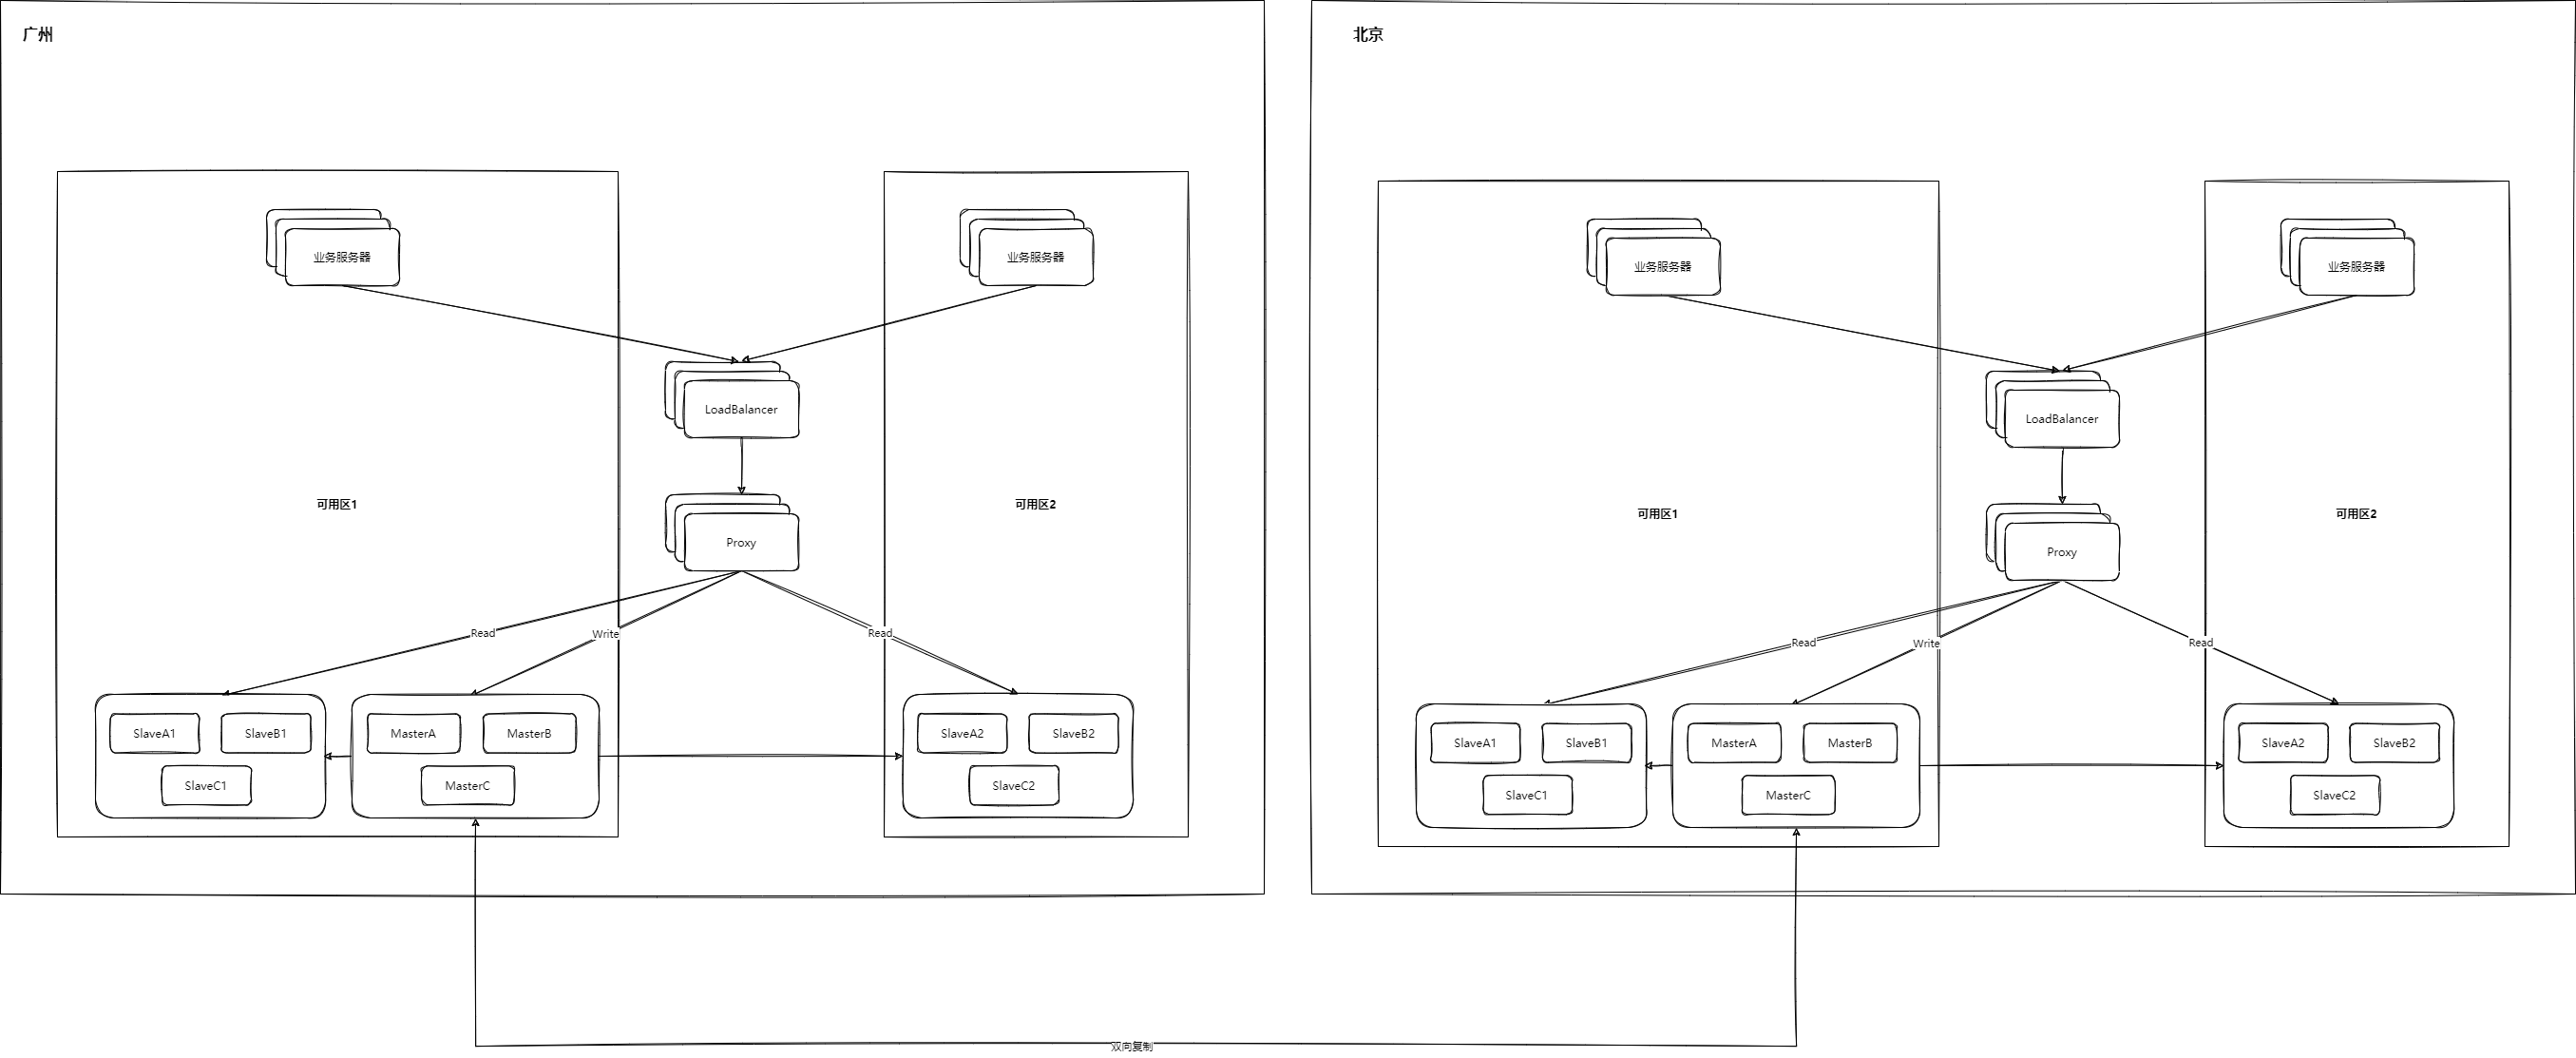 广州
业务服务器
业务服务器
LoadBalancer
可用区1
可用区2
Proxy
Read
Write
Read
SlaveA1
SlaveB1
SlaveC1
MasterA
MasterB
MasterC
SlaveA2
SlaveB2
SlaveC2
北京
业务服务器
业务服务器
LoadBalancer
可用区1
可用区2
Proxy
Read
Write
Read
SlaveA1
SlaveB1
SlaveC1
MasterA
MasterB
MasterC
SlaveA2
SlaveB2
SlaveC2
双向复制